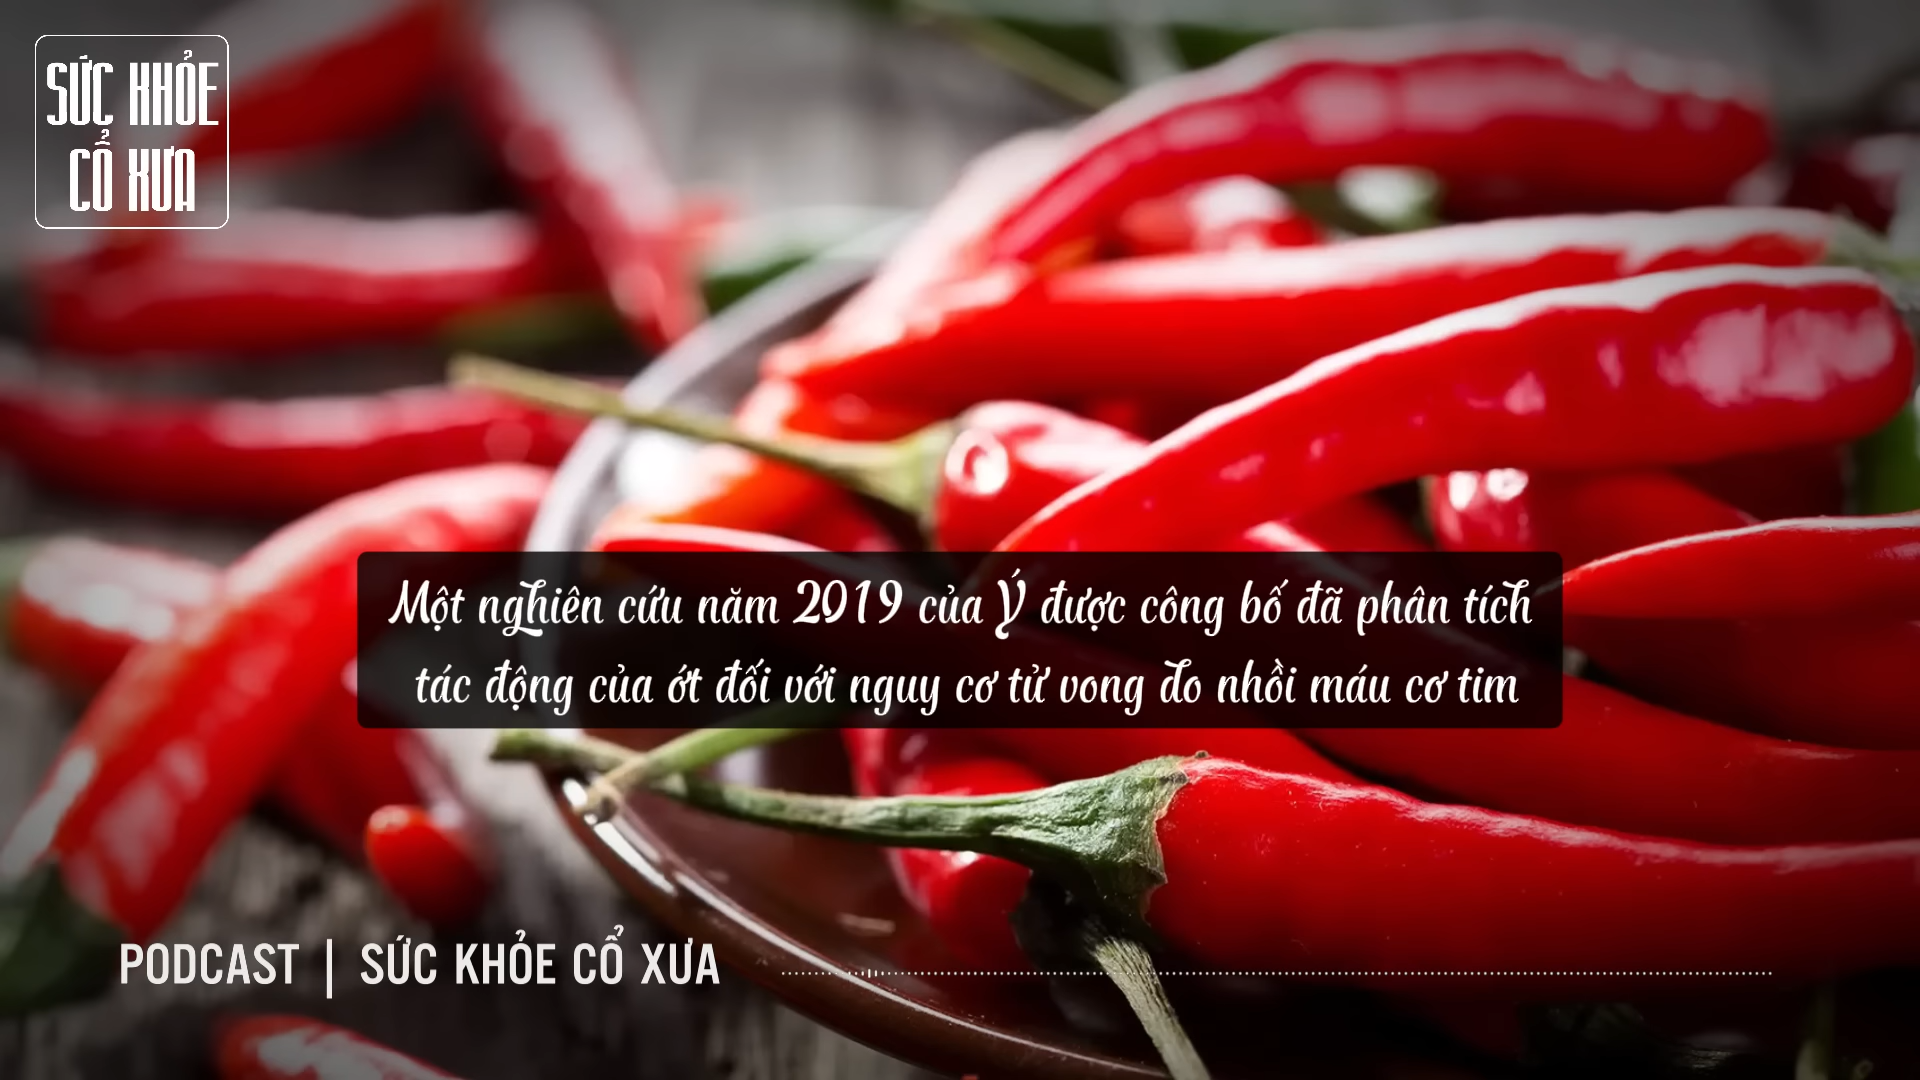 SỨC KHỎE
CỔ XƯA
Một nghiên cứu năm 2019 của Ý được công bố đã phân tích
tác động của ớt đối với nguy cơ tử vong do nhồi máu cơ tim
PODCAST | SỨC KHỎE CỔ XƯA